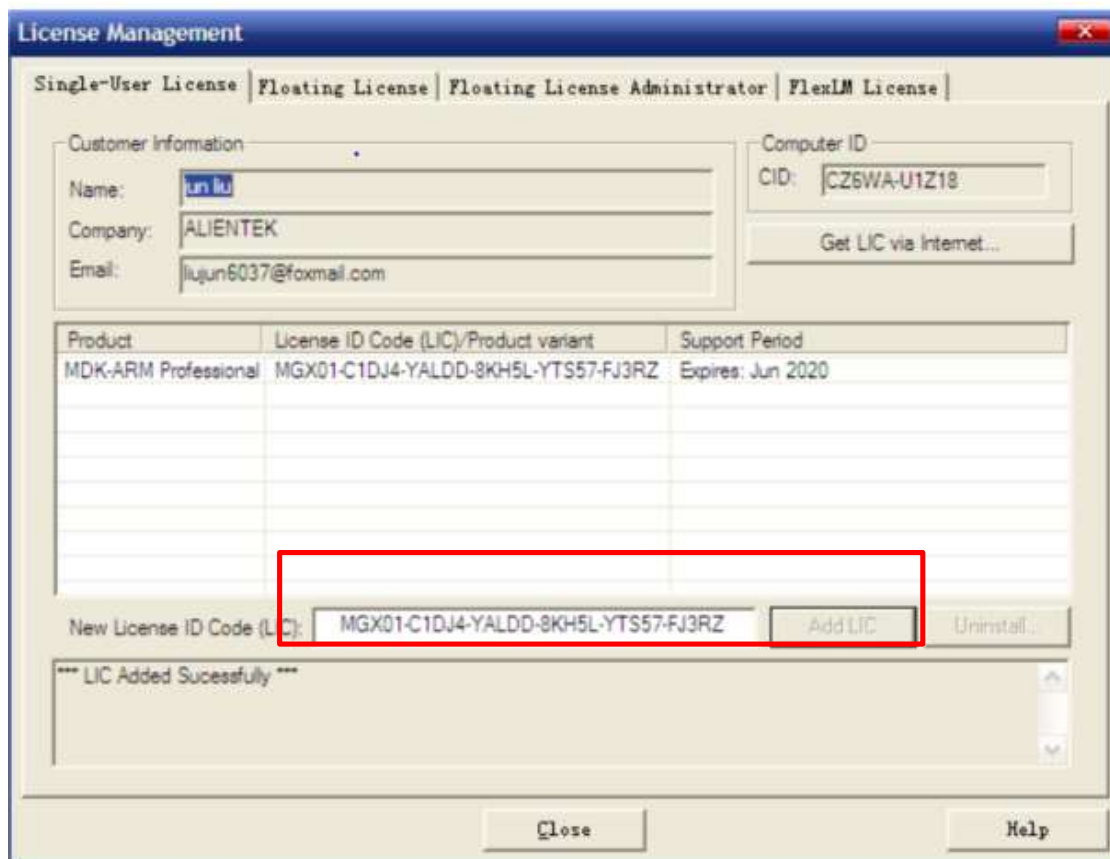 License Management
Single-User License Floating License Floating License Administrator FlexLM License
Customer Information
Computer ID
Name: jun liu
CID: CZ6WA-U1Z18
Company: ALIENTEK
Get LIC via Internet...
Email: liujun6037@foxmail.com
Product License ID Code (LIC)/Product variant Support Period
MDK-ARM Professional MGX01-C1DJ4-YALDD-8KH5L-YTS57-FJ3RZ Expires: Jun 2020
New License ID Code (LIC): MGX01-C1DJ4-YALDD-8KH5L-YTS57-FJ3RZ Add LIC Uninstall...
*** LIC Added Sucessfully ***
Close Help